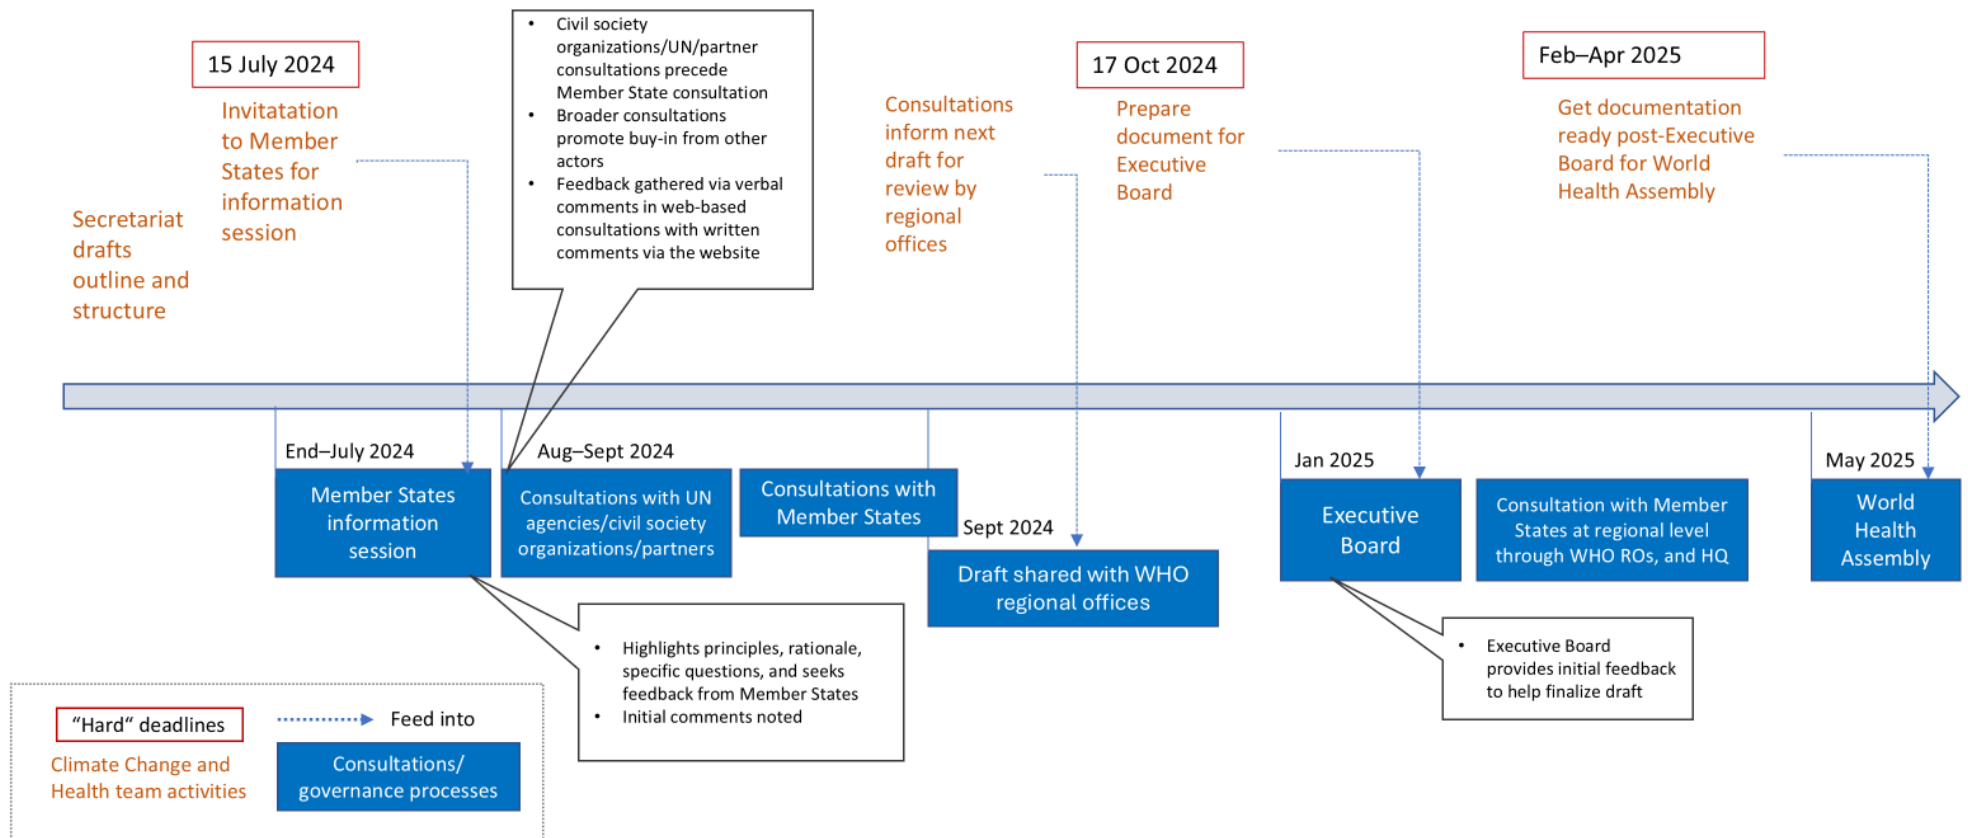 15 July 2024
Invitatation
to Member
States for
information
session
Secretariat
drafts
outline and
structure
• Civil society
organizations/UN/partner
consultations precede
Member State consultation
• Broader consultations
promote buy-in from other
actors
• Feedback gathered via verbal
comments in web-based
consultations with written
comments via the website
Consultations
inform next
draft for
review by
regional
offices
17 Oct 2024
Prepare
document for
Executive
Board
Feb–Apr 2025
Get documentation
ready post-Executive
Board for World
Health Assembly
End–July 2024
Member States
information
session
Aug–Sept 2024
Consultations with UN
agencies/civil society
organizations/partners
Consultations with
Member States
Sept 2024
Draft shared with WHO
regional offices
Jan 2025
Executive
Board
Consultation with Member
States at regional level
through WHO ROs, and HQ
May 2025
World
Health
Assembly
• Highlights principles, rationale,
specific questions, and seeks
feedback from Member States
• Initial comments noted
• Executive Board
provides initial feedback
to help finalize draft
“Hard“ deadlines
Feed into
Climate Change and
Health team activities
Consultations/
governance processes